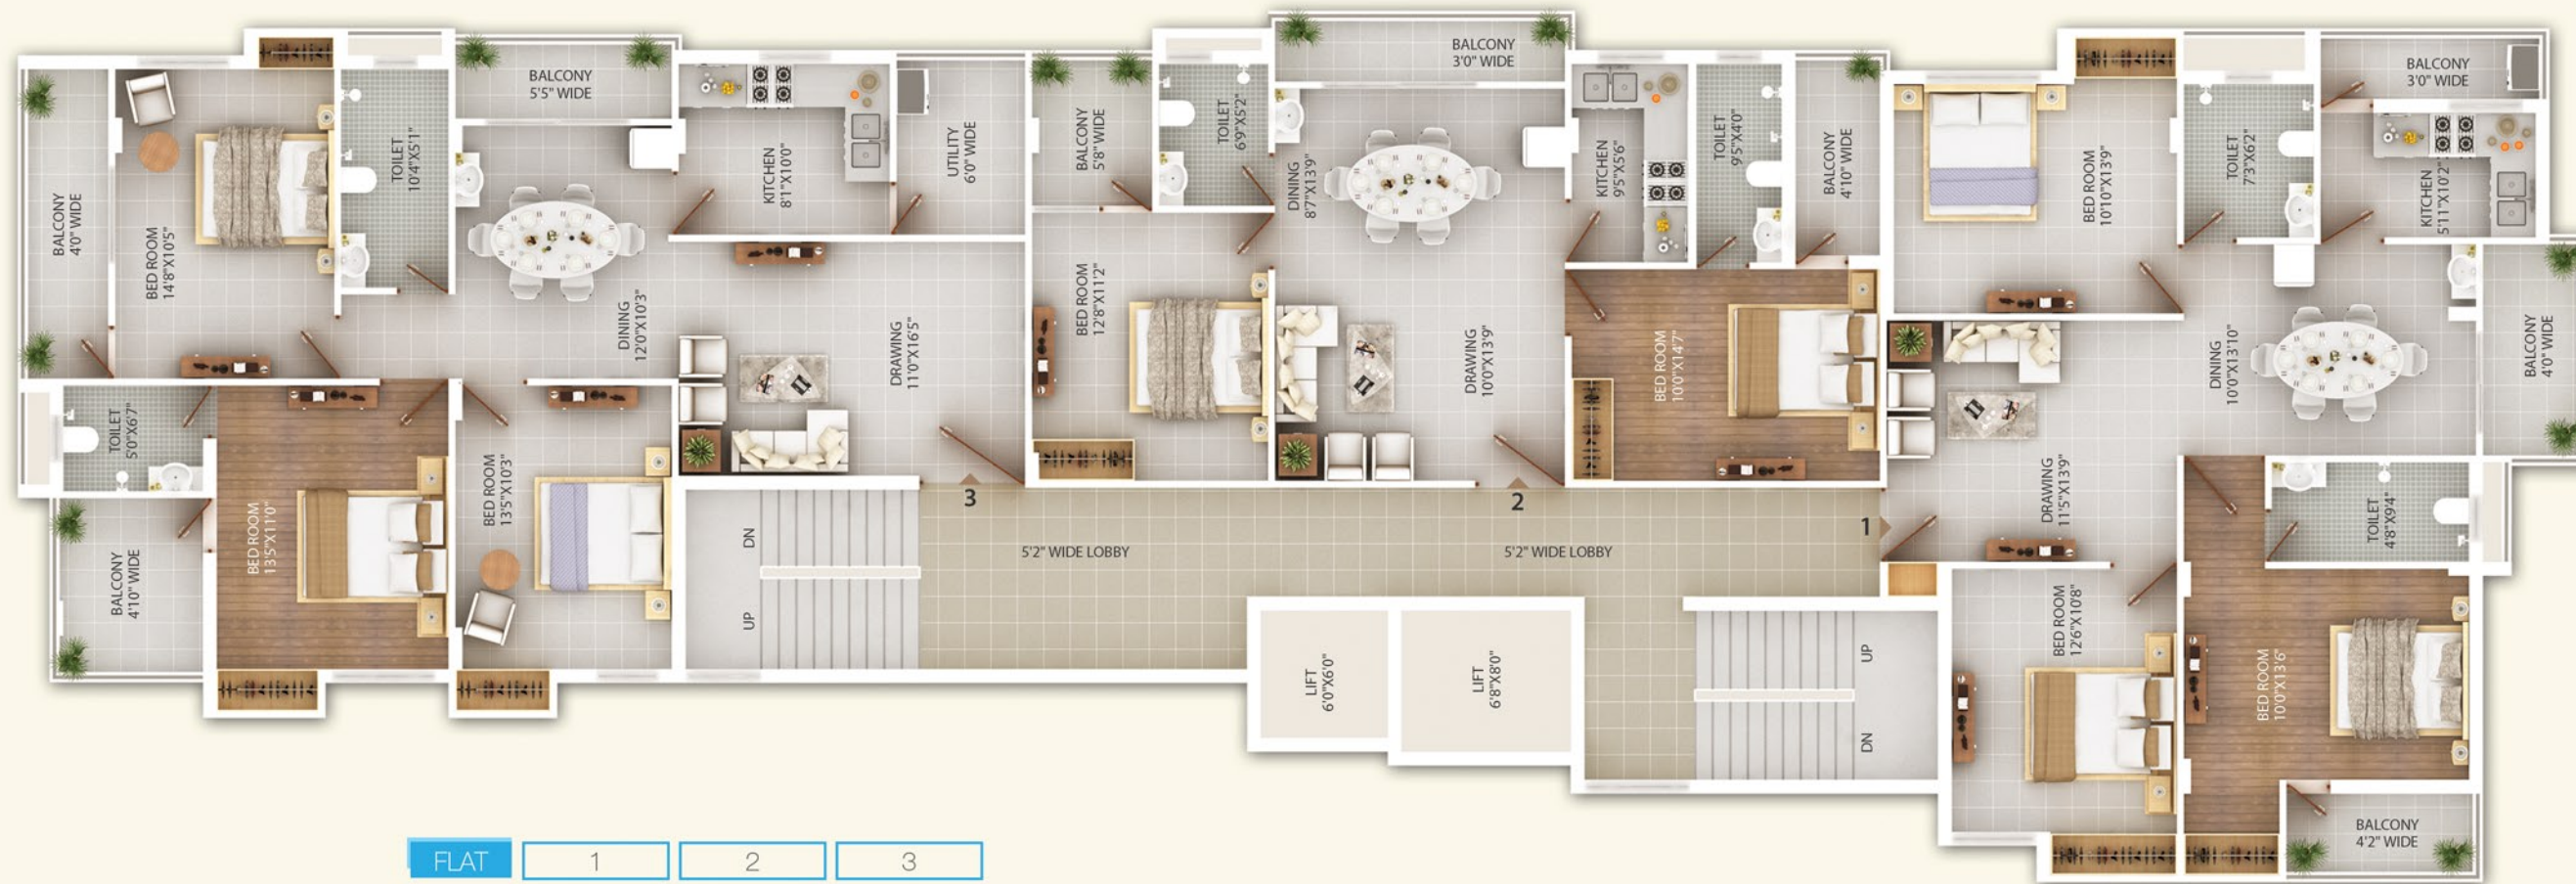 BALCONY
4'0" WIDE
BED ROOM
14'8"X10'5"
TOILET
10'4"X5'1"
BALCONY
5'5" WIDE
DINING
12'0"X10'3"
KITCHEN
8'1"X10'0"
UTILITY
6'0" WIDE
DRAWING
11'0"X16'5"
TOILET
5'0"X6'7"
BALCONY
4'10" WIDE
BED ROOM
13'5"X11'0"
BED ROOM
13'5"X10'3"
DN
UP
3
BALCONY
5'8" WIDE
TOILET
6'9"X5'2"
BED ROOM
12'8"X11'2"
BALCONY
3'0" WIDE
DINING
8'7"X13'9"
DRAWING
10'0"X13'9"
KITCHEN
9'5"X5'6"
TOILET
9'5"X4'0"
BALCONY
4'10" WIDE
BED ROOM
10'0"X14'7"
2
5'2" WIDE LOBBY
5'2" WIDE LOBBY
LIFT
6'0"X6'0"
LIFT
6'8"X8'0"
UP
DN
1
BED ROOM
10'10"X13'9"
TOILET
7'3"X6'2"
BALCONY
3'0" WIDE
KITCHEN
5'11"X10'2"
DINING
10'0"X13'10"
BALCONY
4'0" WIDE
DRAWING
11'5"X13'9"
TOILET
4'8"X9'4"
BED ROOM
12'6"X10'8"
BED ROOM
10'0"X13'6"
BALCONY
4'2" WIDE
FLAT 1 2 3